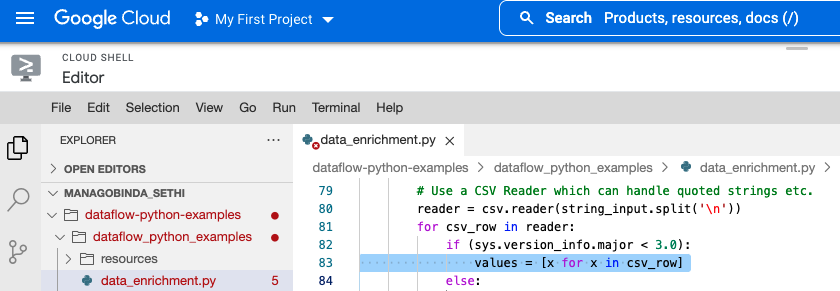 Google Cloud My First Project Search Products, resources, docs (/)
CLOUD SHELL
Editor
File Edit Selection View Go Run Terminal Help
EXPLORER ··· data_enrichment.py ×
OPEN EDITORS dataflow-python-examples > dataflow_python_examples > data_enrichment.py >
MANAGOBINDA_SETHI
79 # Use a CSV Reader which can handle quoted strings etc.
dataflow-python-examples 80 reader = csv.reader(string_input.split('\n'))
dataflow_python_examples 81 for csv_row in reader:
82 if (sys.version_info.major < 3.0):
resources 83 values = [x for x in csv_row]
data_enrichment.py 5 84 else: